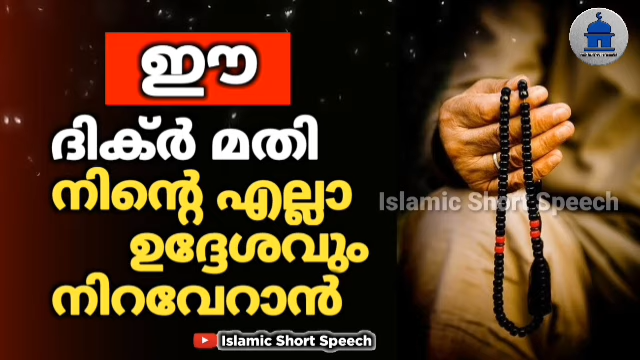 ഈ
ദിക്ർ മതി
നിന്റെ എല്ലാ
ഉദ്ദേശവും
നിറവേറാൻ
Islamic Short Speech
Islamic Short Speech